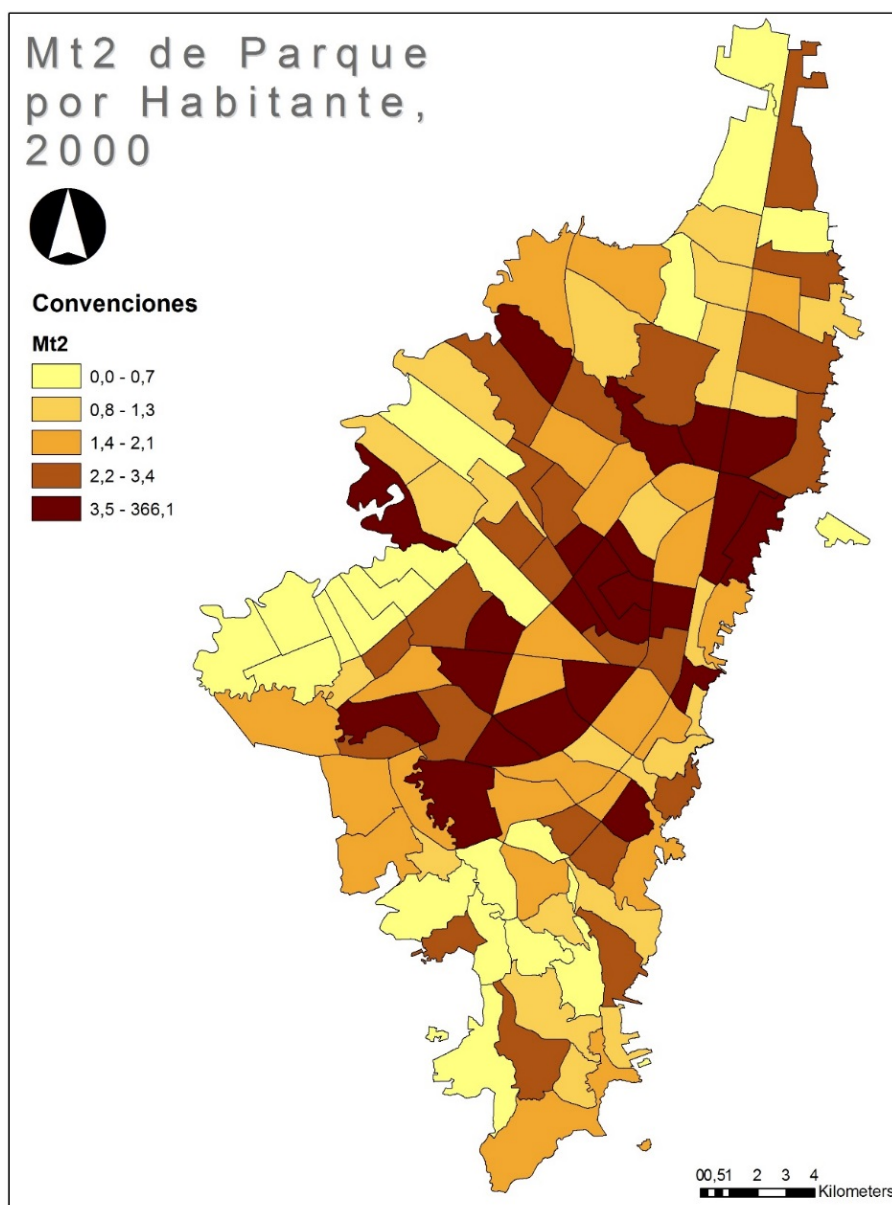 Mt2 de Parque
por Habitante,
2000
Convenciones
Mt2
0,0 - 0,7
0,8 - 1,3
1,4 - 2,1
2,2 - 3,4
3,5 - 366,1
00,51 2 3 4
Kilometers